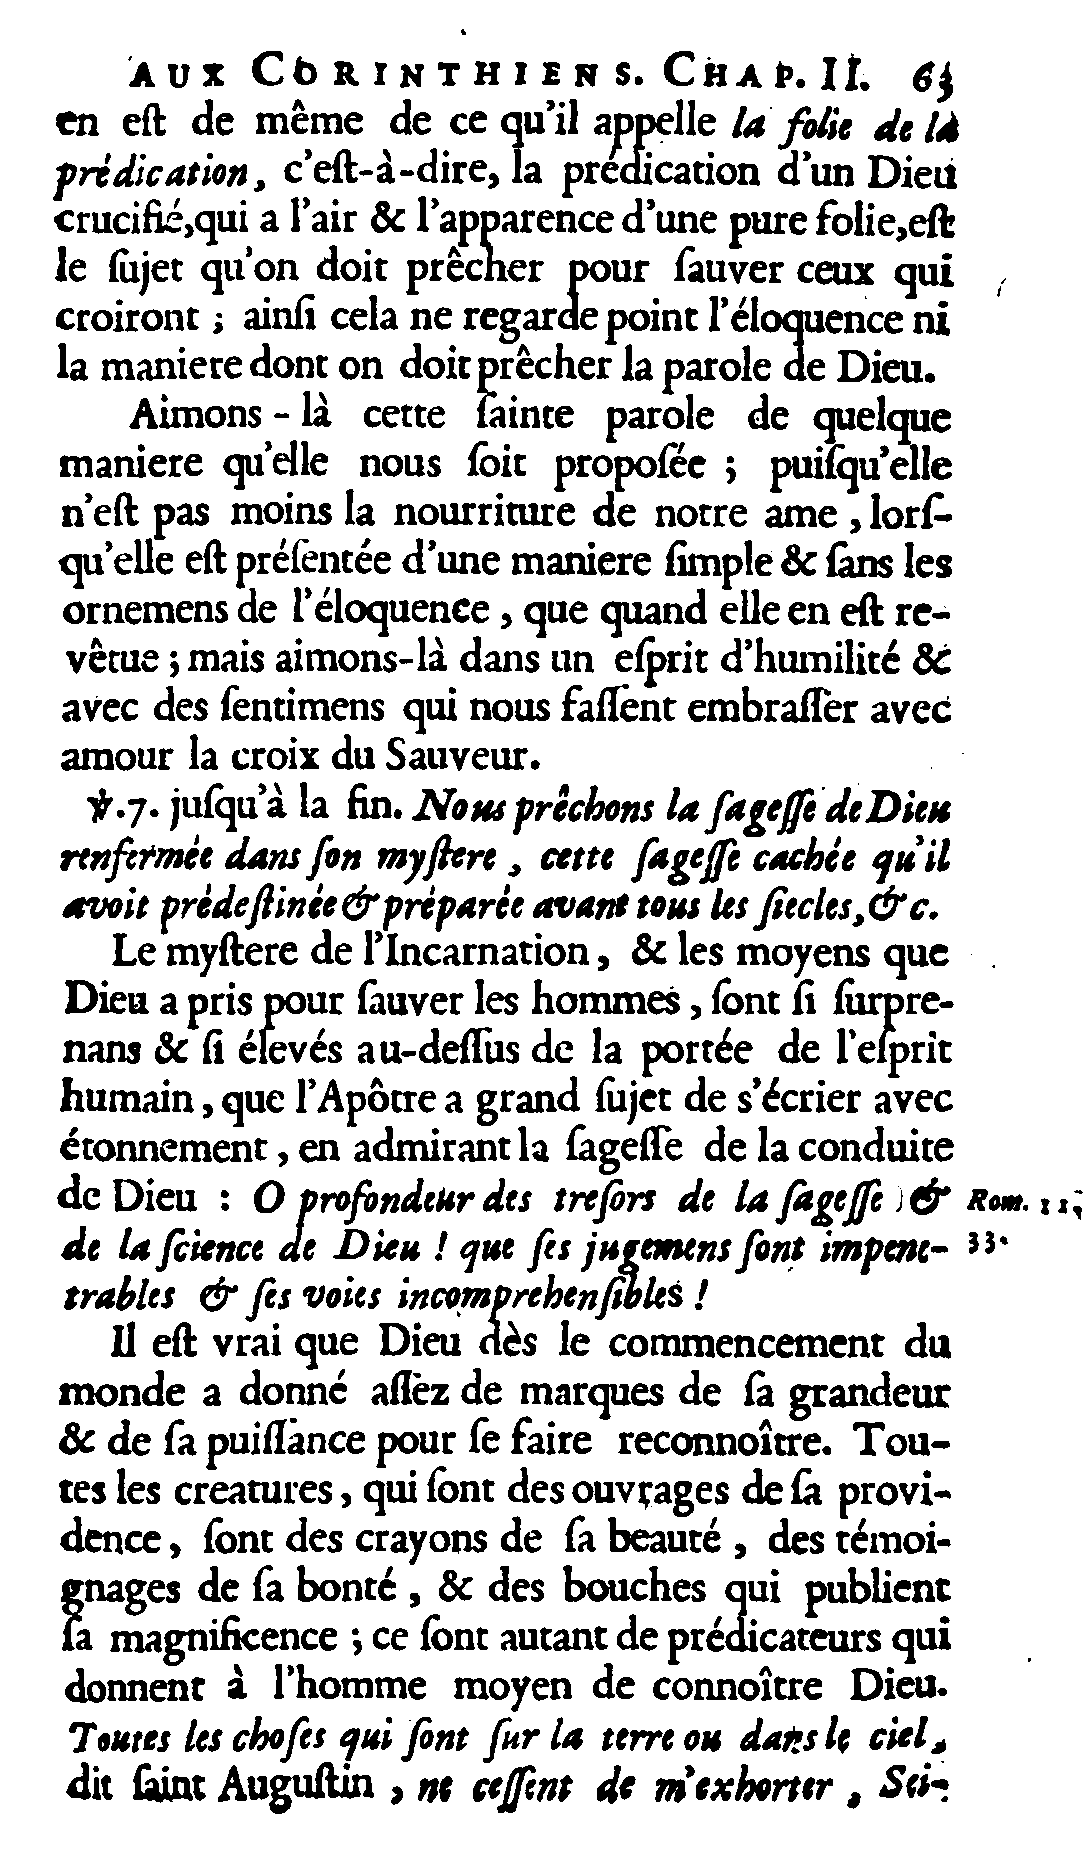 AUX CORINTHIENS. CHAP. II. 63
en eſt de même de ce qu'il appelle la folie de la
prédication, c'eſt-à-dire, la prédication d'un Dieu
crucifié, qui a l'air & l'apparence d'une pure folie, eſt
le ſujet qu'on doit prêcher pour ſauver ceux qui
croiront ; ainſi cela ne regarde point l'éloquence ni
la maniere dont on doit prêcher la parole de Dieu.
Aimons-là cette ſainte parole de quelque
maniere qu'elle nous ſoit propoſée ; puiſqu'elle
n'eſt pas moins la nourriture de notre ame, lorſ-
qu'elle eſt préſentée d'une maniere ſimple & ſans les
ornemens de l'éloquence, que quand elle en eſt re-
vêtue ; mais aimons-là dans un eſprit d'humilité &
avec des ſentimens qui nous faſſent embraſſer avec
amour la croix du Sauveur.
℣. 7. juſqu'à la fin. Nous prêchons la ſageſſe de Dieu
renfermée dans ſon myſtere, cette ſageſſe cachée qu'il
avoit prédeſtinée & préparée avant tous les ſiecles, &c.
Le myſtere de l'Incarnation, & les moyens que
Dieu a pris pour ſauver les hommes, ſont ſi ſurpre-
nans & ſi élevés au-deſſus de la portée de l'eſprit
humain, que l'Apôtre a grand ſujet de s'écrier avec
étonnement, en admirant la ſageſſe de la conduite
de Dieu : O profondeur des treſors de la ſageſſe & Rom. 11,
de la ſcience de Dieu ! que ſes jugemens ſont impene- 33.
trables & ſes voies incomprehenſibles !
Il eſt vrai que Dieu dès le commencement du
monde a donné aſſez de marques de ſa grandeur
& de ſa puiſſance pour ſe faire reconnoître. Tou-
tes les creatures, qui ſont des ouvrages de ſa provi-
dence, ſont des crayons de ſa beauté, des témoi-
gnages de ſa bonté, & des bouches qui publient
ſa magnificence ; ce ſont autant de prédicateurs qui
donnent à l'homme moyen de connoître Dieu.
Toutes les choſes qui ſont ſur la terre ou dans le ciel,
dit ſaint Auguſtin, ne ceſſent de m'exhorter, Sei-